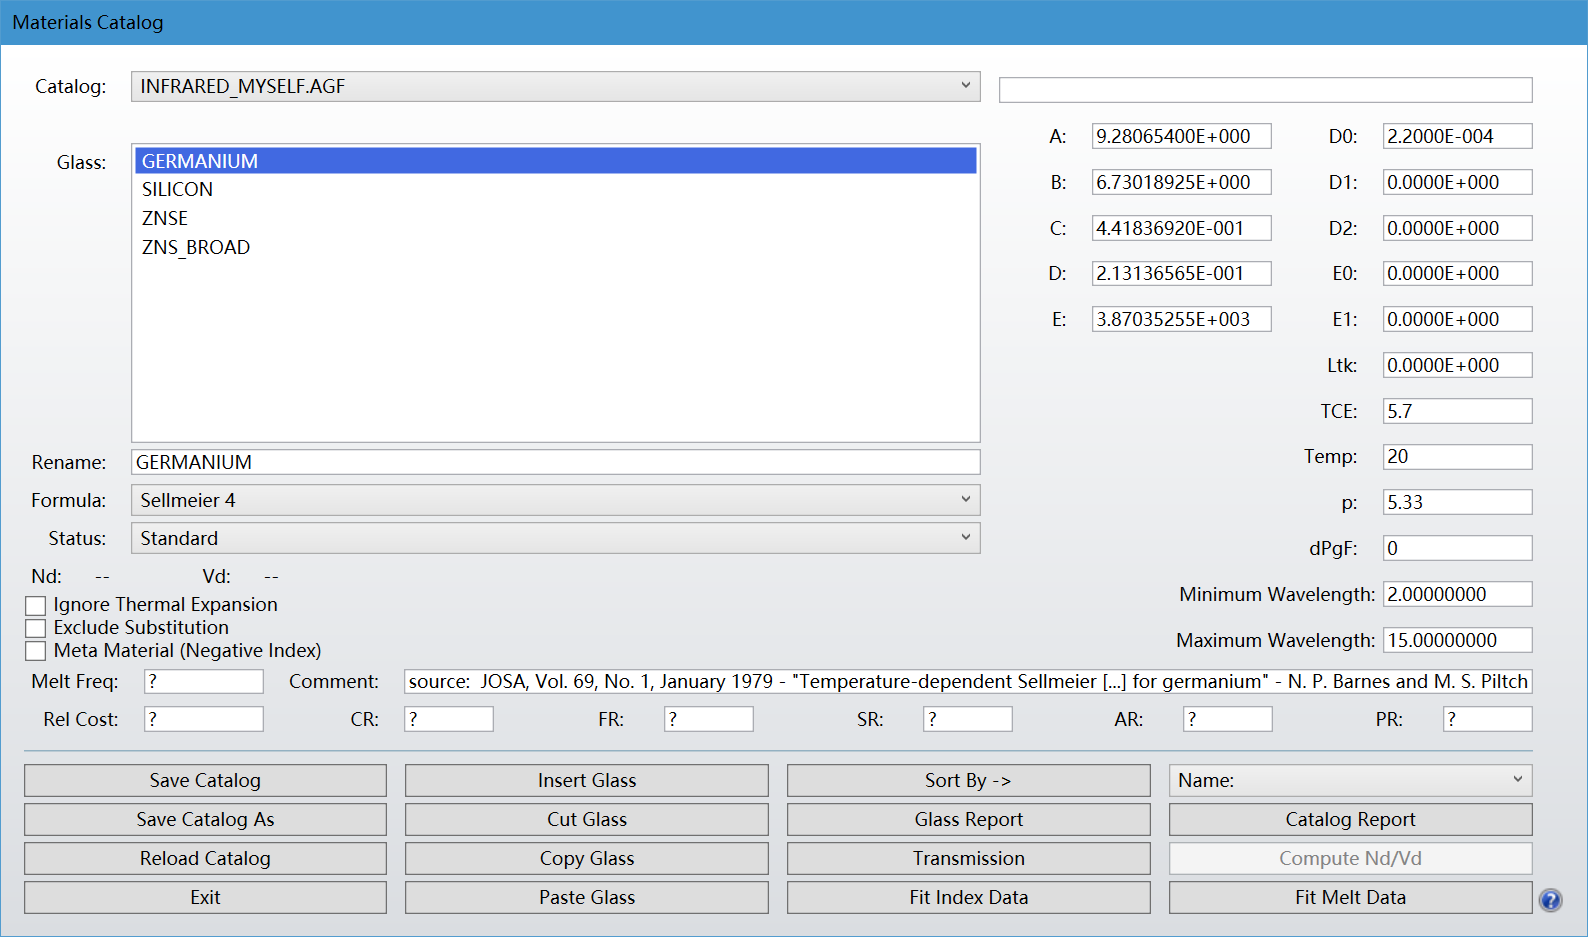 Materials Catalog
Catalog: INFRARED_MYSELF.AGF
Glass: GERMANIUM
SILICON
ZNSE
ZNS_BROAD
A: 9.28065400E+000 D0: 2.2000E-004
B: 6.73018925E+000 D1: 0.0000E+000
C: 4.41836920E-001 D2: 0.0000E+000
D: 2.13136565E-001 E0: 0.0000E+000
E: 3.87035255E+003 E1: 0.0000E+000
Ltk: 0.0000E+000
TCE: 5.7
Temp: 20
p: 5.33
dPgF: 0
Minimum Wavelength: 2.00000000
Maximum Wavelength: 15.00000000
Rename: GERMANIUM
Formula: Sellmeier 4
Status: Standard
Nd: -- Vd: --
Ignore Thermal Expansion
Exclude Substitution
Meta Material (Negative Index)
Melt Freq: ? Comment: source: JOSA, Vol. 69, No. 1, January 1979 - "Temperature-dependent Sellmeier [...] for germanium" - N. P. Barnes and M. S. Piltch
Rel Cost: ? CR: ? FR: ? SR: ? AR: ? PR: ?
Save Catalog Insert Glass Sort By -> Name:
Save Catalog As Cut Glass Glass Report Catalog Report
Reload Catalog Copy Glass Transmission Compute Nd/Vd
Exit Paste Glass Fit Index Data Fit Melt Data ?